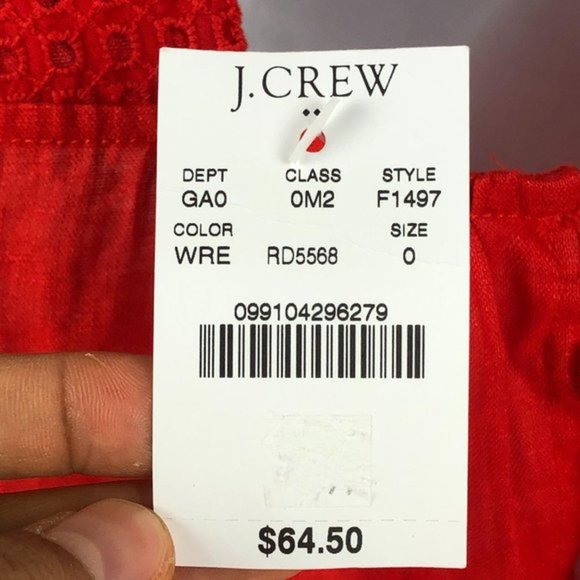 J.CREW
DEPT CLASS STYLE
GA0 0M2 F1497
COLOR SIZE
WRE RD5568 0
099104296279
$64.50